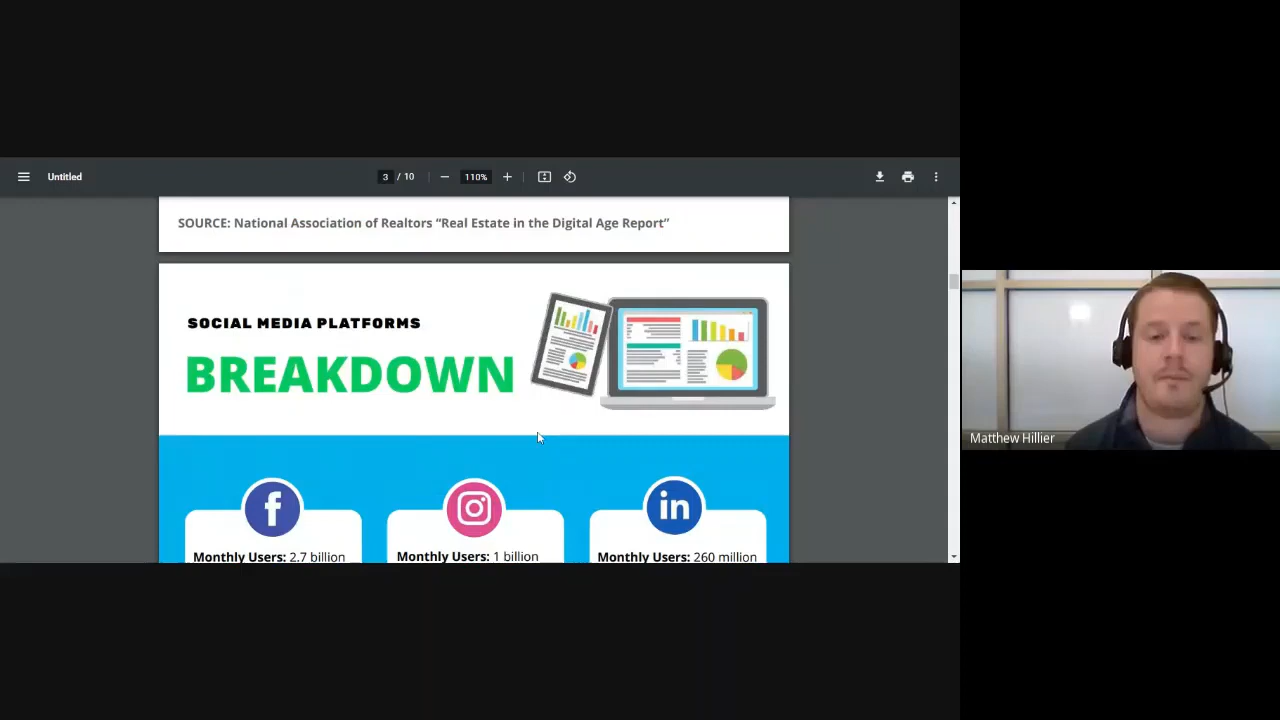 Untitled
3 / 10
110%
SOURCE: National Association of Realtors “Real Estate in the Digital Age Report”
SOCIAL MEDIA PLATFORMS
BREAKDOWN
f
in
Monthly Users: 2.7 billion
Monthly Users: 1 billion
Monthly Users: 260 million
Matthew Hillier